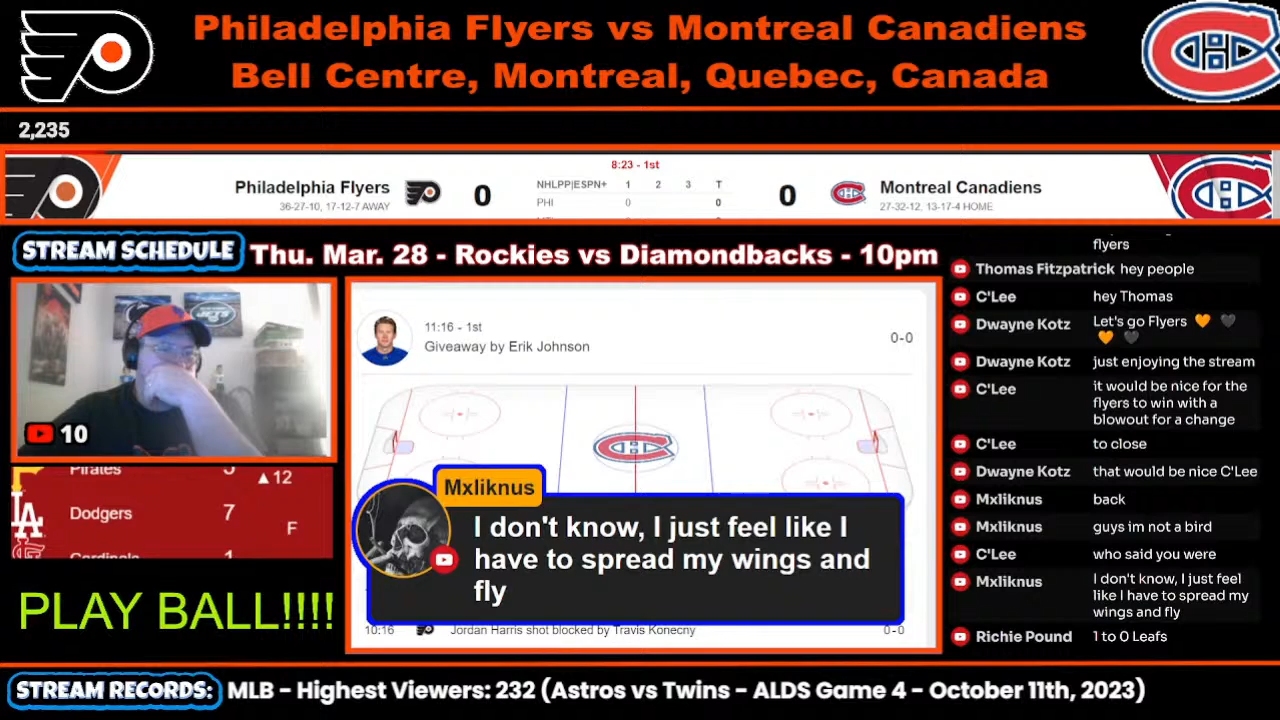 Philadelphia Flyers vs Montreal Canadiens
Bell Centre, Montreal, Quebec, Canada
2,235
8:23 - 1st
Philadelphia Flyers
36-27-10, 17-12-7 AWAY
0
NHLPP|ESPN+ 1 2 3 T
PHI 0 0
0
Montreal Canadiens
27-32-12, 13-17-4 HOME
STREAM SCHEDULE
Thu. Mar. 28 - Rockies vs Diamondbacks - 10pm
JETS
10
Pirates
▲12
Dodgers 7 F
Cardinals 1
PLAY BALL!!!!
11:16 - 1st
Giveaway by Erik Johnson
0-0
Mxliknus
I don't know, I just feel like I
have to spread my wings and
fly
10:16 Jordan Harris shot blocked by Travis Konecny 0-0
flyers
Thomas Fitzpatrick hey people
C'Lee hey Thomas
Dwayne Kotz Let's go Flyers 🧡 🖤
🧡 🖤
Dwayne Kotz just enjoying the stream
C'Lee it would be nice for the
flyers to win with a
blowout for a change
C'Lee to close
Dwayne Kotz that would be nice C'Lee
Mxliknus back
Mxliknus guys im not a bird
C'Lee who said you were
Mxliknus I don't know, I just feel
like I have to spread my
wings and fly
Richie Pound 1 to 0 Leafs
STREAM RECORDS: MLB - Highest Viewers: 232 (Astros vs Twins - ALDS Game 4 - October 11th, 2023)